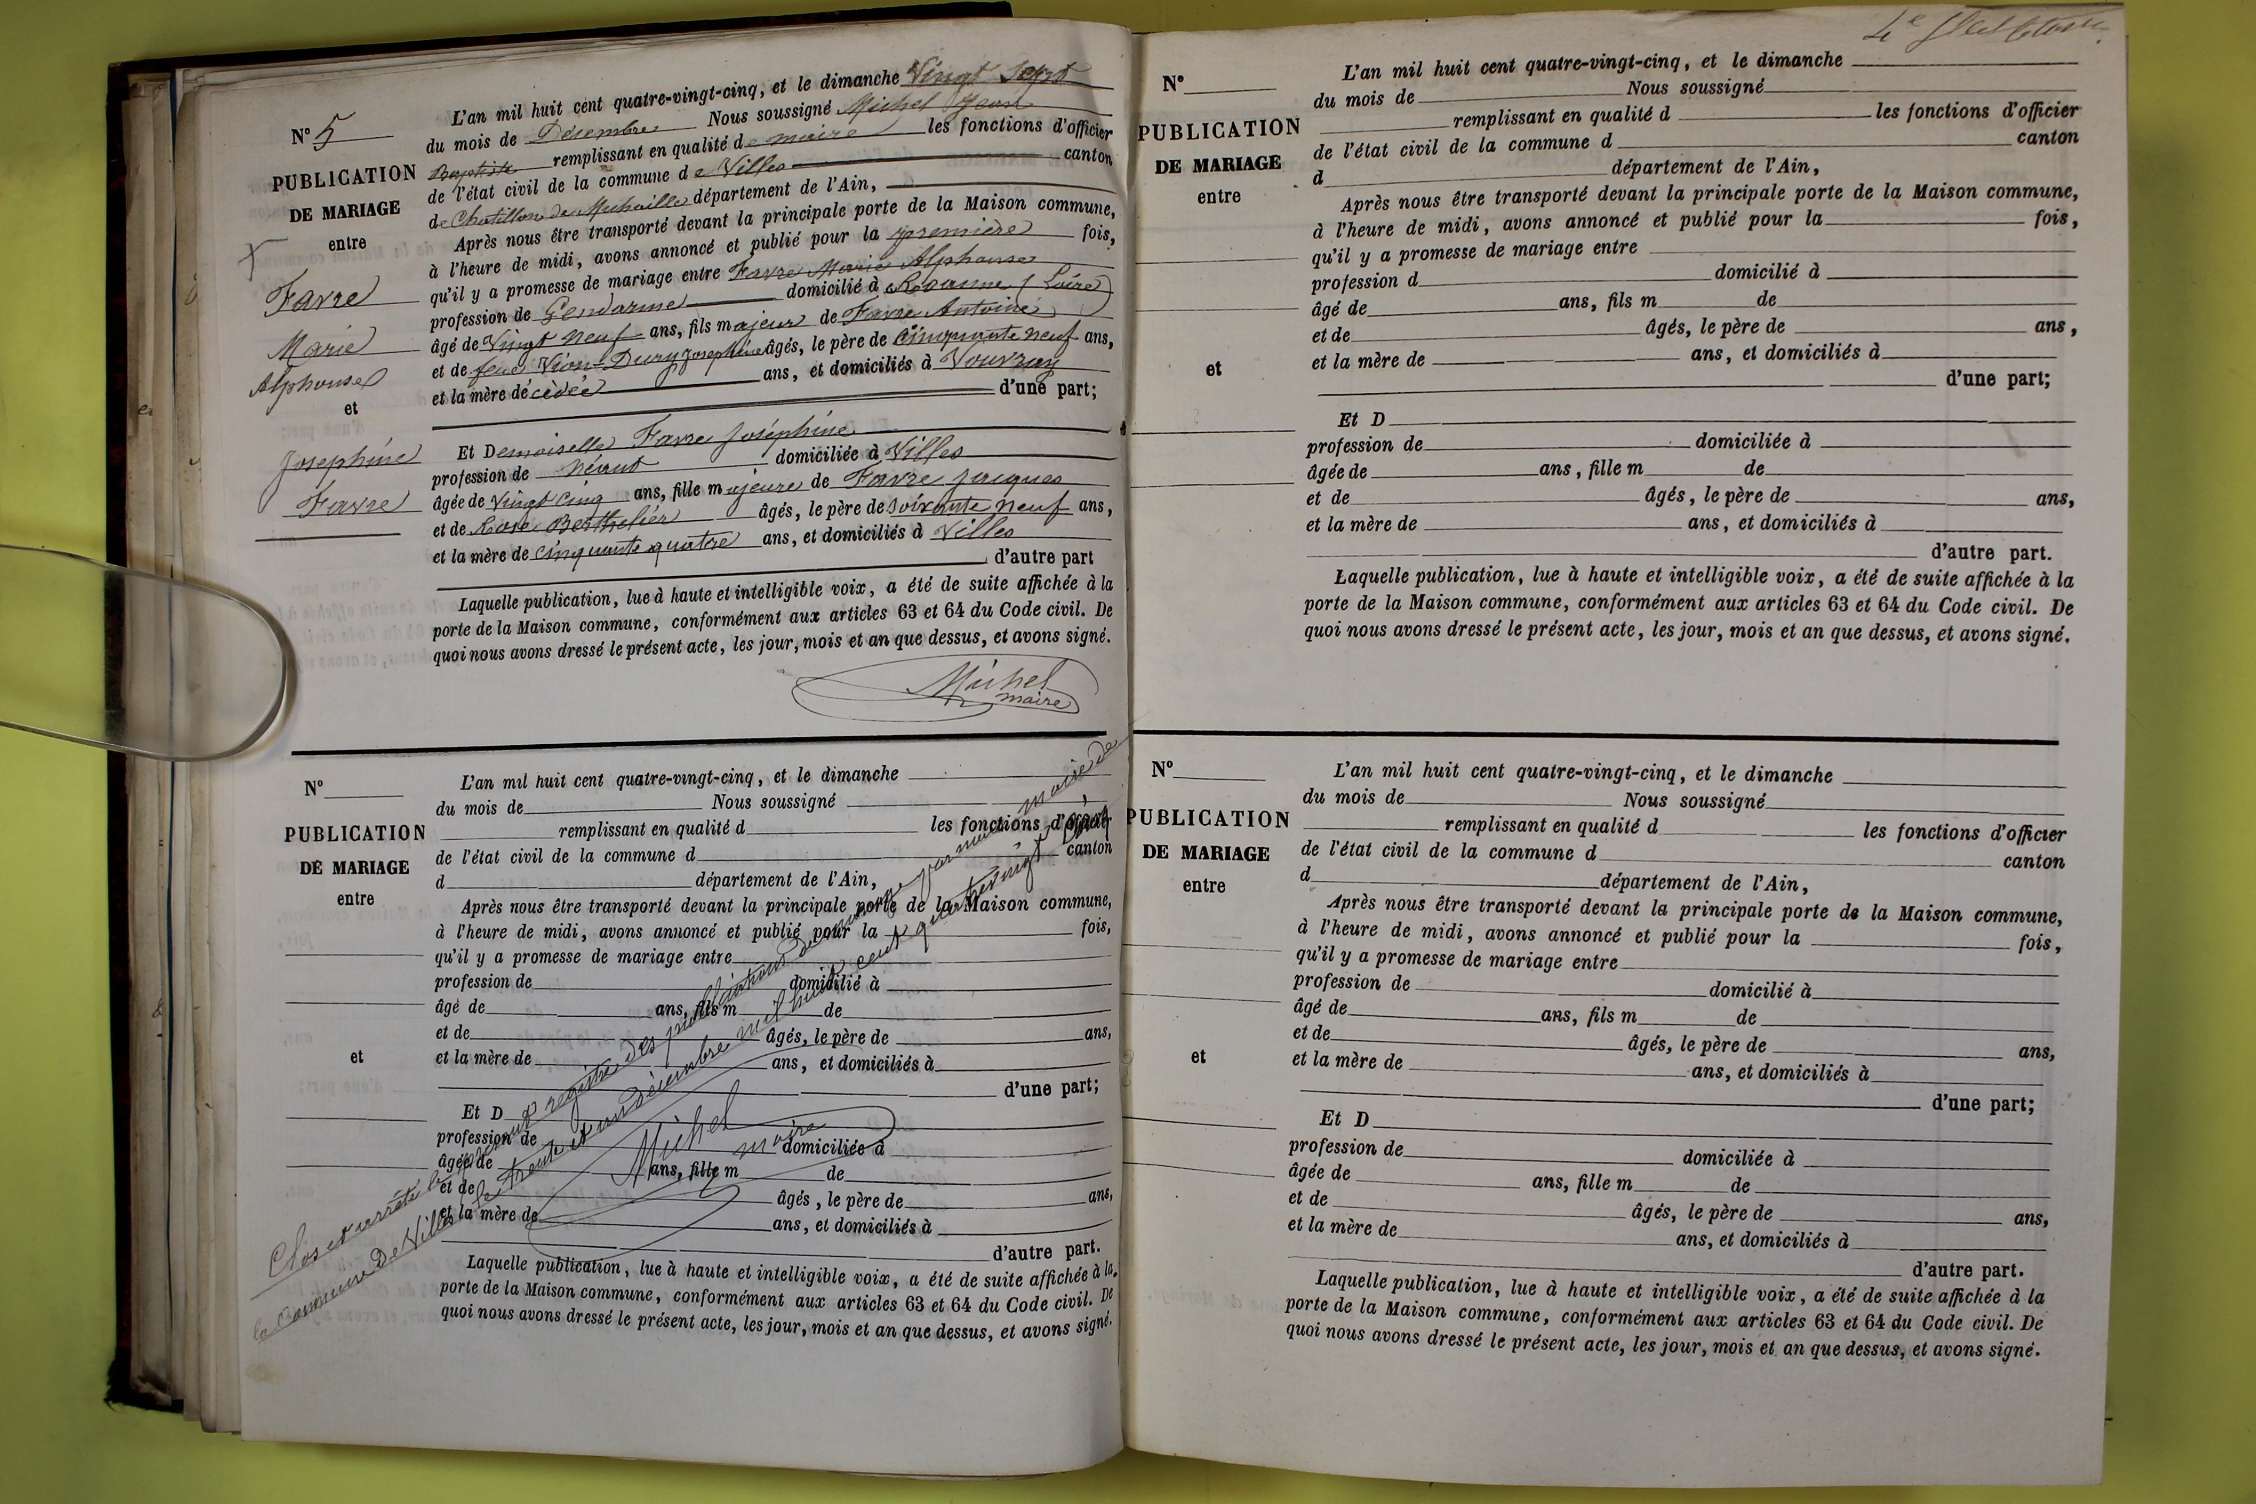 N° 5
PUBLICATION
DE MARIAGE
entre
Favre
Marie
Alphonse
et
Joséphine
Favre
L'an mil huit cent quatre-vingt-cinq, et le dimanche Vingt Sept
du mois de Décembre Nous soussigné Michel Jean
Baptiste remplissant en qualité de maire les fonctions d'officier
de l'état civil de la commune de Villes canton
de Chatillon de Michaille département de l'Ain,
Après nous être transporté devant la principale porte de la Maison commune,
à l'heure de midi, avons annoncé et publié pour la première fois,
qu'il y a promesse de mariage entre Favre Marie Alphonse
profession de Gendarme domicilié à Roanne (Loire)
âgé de Vingt neuf ans, fils majeur de Favre Antoine
et de feue Vion-Dury Josephine âgés, le père de cinquante neuf ans,
et la mère décèdée ans, et domiciliés à Vouvray
d'une part;
Et Demoiselle Favre Joséphine
profession de Néant domiciliée à Villes
âgée de Vingt cinq ans, fille majeure de Favre Jacques
et de Rose Berthelier âgés, le père de soixante neuf ans,
et la mère de cinquante quatre ans, et domiciliés à Villes
d'autre part
Laquelle publication, lue à haute et intelligible voix, a été de suite affichée à la
porte de la Maison commune, conformément aux articles 63 et 64 du Code civil. De
quoi nous avons dressé le présent acte, les jour, mois et an que dessus, et avons signé.
Michel
maire
N°
PUBLICATION
DE MARIAGE
entre
et
L'an mil huit cent quatre-vingt-cinq, et le dimanche
du mois de Nous soussigné
remplissant en qualité d les fonctions d'officier
de l'état civil de la commune d canton
d département de l'Ain,
Après nous être transporté devant la principale porte de la Maison commune,
à l'heure de midi, avons annoncé et publié pour la fois,
qu'il y a promesse de mariage entre
profession de domicilié à
âgé de ans, fils m de
et de âgés, le père de ans,
et la mère de ans, et domiciliés à
d'une part;
Et D
profession de domiciliée à
âgée de ans, fille m de
et de âgés, le père de ans,
et la mère de ans, et domiciliés à
d'autre part.
Laquelle publication, lue à haute et intelligible voix, a été de suite affichée à la
porte de la Maison commune, conformément aux articles 63 et 64 du Code civil. De
quoi nous avons dressé le présent acte, les jour, mois et an que dessus, et avons signé.
Clos et arrêté le présent registre des publications de mariage par nous maire de
la commune de Villes le trente et un décembre mil huit cent quatre vingt cinq
Michel
maire
4e
N°
PUBLICATION
DE MARIAGE
entre
et
L'an mil huit cent quatre-vingt-cinq, et le dimanche
du mois de Nous soussigné
remplissant en qualité d les fonctions d'officier
de l'état civil de la commune d canton
d département de l'Ain,
Après nous être transporté devant la principale porte de la Maison commune,
à l'heure de midi, avons annoncé et publié pour la fois,
qu'il y a promesse de mariage entre
profession d domicilié à
âgé de ans, fils m de
et de âgés, le père de ans,
et la mère de ans, et domiciliés à
d'une part;
Et D
profession de domiciliée à
âgée de ans, fille m de
et de âgés, le père de ans,
et la mère de ans, et domiciliés à
d'autre part.
Laquelle publication, lue à haute et intelligible voix, a été de suite affichée à la
porte de la Maison commune, conformément aux articles 63 et 64 du Code civil. De
quoi nous avons dressé le présent acte, les jour, mois et an que dessus, et avons signé.
N°
PUBLICATION
DE MARIAGE
entre
et
L'an mil huit cent quatre-vingt-cinq, et le dimanche
du mois de Nous soussigné
remplissant en qualité d les fonctions d'officier
de l'état civil de la commune d canton
d département de l'Ain,
Après nous être transporté devant la principale porte de la Maison commune,
à l'heure de midi, avons annoncé et publié pour la fois,
qu'il y a promesse de mariage entre
profession de domicilié à
âgé de ans, fils m de
et de âgés, le père de ans,
et la mère de ans, et domiciliés à
d'une part;
Et D
profession de domiciliée à
âgée de ans, fille m de
et de âgés, le père de ans,
et la mère de ans, et domiciliés à
d'autre part.
Laquelle publication, lue à haute et intelligible voix, a été de suite affichée à la
porte de la Maison commune, conformément aux articles 63 et 64 du Code civil. De
quoi nous avons dressé le présent acte, les jour, mois et an que dessus, et avons signé.